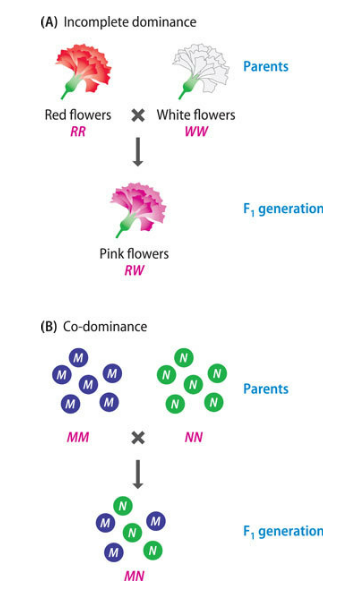 (A) Incomplete dominance
Parents
Red flowers × White flowers
RR WW
F₁ generation
Pink flowers
RW
(B) Co-dominance
M
M M
M
M M
N
N N
N
N N
Parents
MM × NN
N
M M
N
M N
F₁ generation
MN